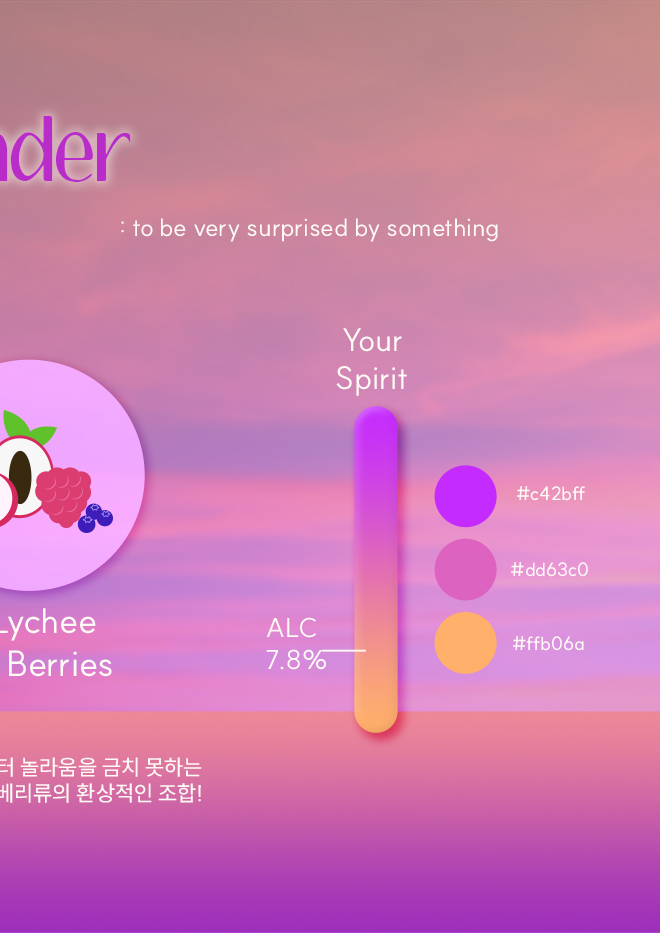 nder
: to be very surprised by something
Your
Spirit
#c42bff
#dd63c0
ALC
7.8%
#ffb06a
Lychee
Berries
터 놀라움을 금치 못하는
베리류의 환상적인 조합!